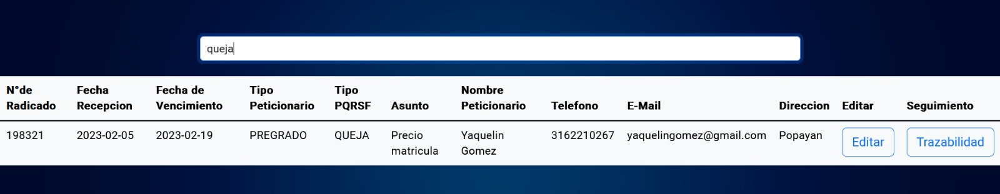 queja
N°de Radicado Fecha Recepcion Fecha de Vencimiento Tipo Peticionario Tipo PQRSF Asunto Nombre Peticionario Telefono E-Mail Direccion Editar Seguimiento
198321 2023-02-05 2023-02-19 PREGRADO QUEJA Precio matricula Yaquelin Gomez 3162210267 yaquelingomez@gmail.com Popayan Editar Trazabilidad